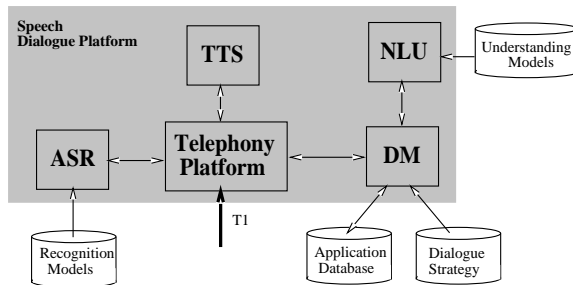 Speech
Dialogue Platform
TTS
NLU
Understanding
Models
ASR
Telephony
Platform
DM
T1
Recognition
Models
Application
Database
Dialogue
Strategy